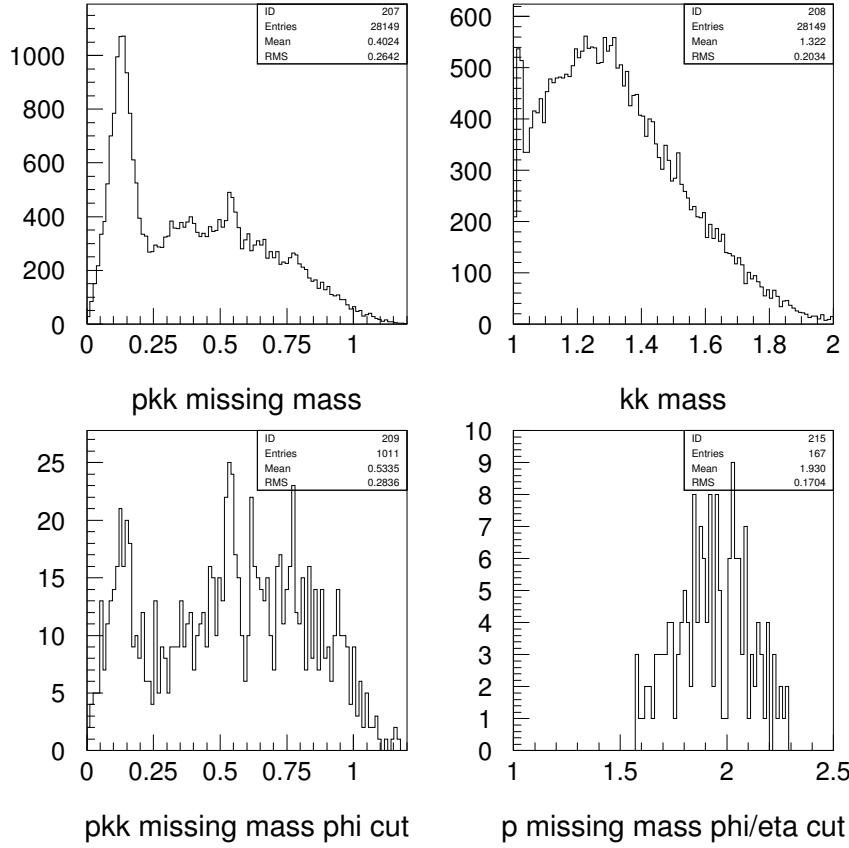 ID 207
Entries 28149
Mean 0.4024
RMS 0.2642
1000
800
600
400
200
0
0 0.25 0.5 0.75 1
pkk missing mass
ID 208
Entries 28149
Mean 1.322
RMS 0.2034
600
500
400
300
200
100
0
1 1.2 1.4 1.6 1.8 2
kk mass
ID 209
Entries 1011
Mean 0.5335
RMS 0.2836
25
20
15
10
5
0
0 0.25 0.5 0.75 1
pkk missing mass phi cut
ID 215
Entries 167
Mean 1.930
RMS 0.1704
10
9
8
7
6
5
4
3
2
1
0
1 1.5 2 2.5
p missing mass phi/eta cut